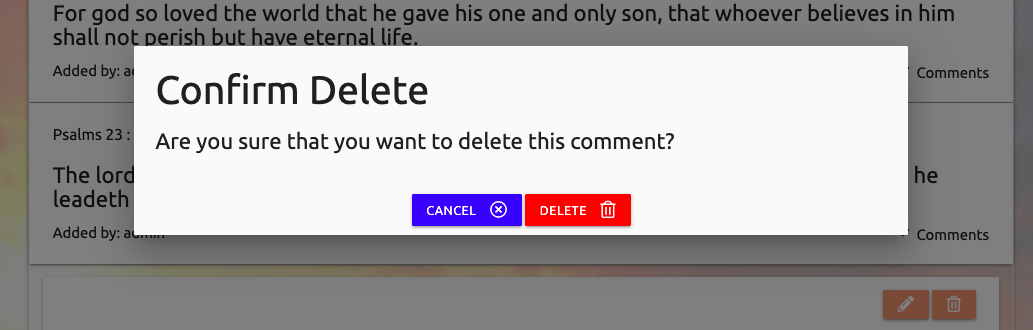 For god so loved the world that he gave his one and only son, that whoever believes in him
shall not perish but have eternal life.
Added by:
Comments
Confirm Delete
Are you sure that you want to delete this comment?
CANCEL
DELETE
Psalms 23 :
The lord
he
leadeth
Added by: admin
Comments